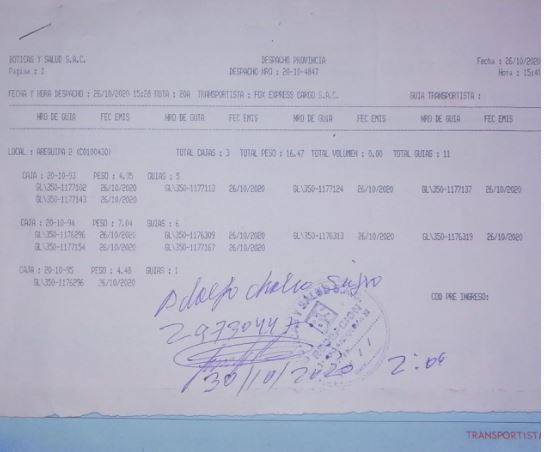 BOTICAS Y SALUD S.A.C. DESPACHO PROVINCIA Fecha : 26/10/2020
Pagina : 1 DESPACHO NRO : 20-10-4847 Hora : 15:41
FECHA Y HORA DESPACHO : 26/10/2020 15:28 RUTA : 20A TRANSPORTISTA : FOX EXPRESS CARGO S.A.C. GUIA TRANSPORTISTA :
NRO DE GUIA FEC EMIS NRO DE GUIA FEC EMIS NRO DE GUIA FEC EMIS NRO DE GUIA FEC EMIS
LOCAL : AREQUIPA 2 (C0100430) TOTAL CAJAS : 3 TOTAL PESO : 16.47 TOTAL VOLUMEN : 0.00 TOTAL GUIAS : 11
CAJA : 20-10-93 PESO : 4.95 GUIAS : 5
GL\350-1177102 26/10/2020 GL\350-1177113 26/10/2020 GL\350-1177124 26/10/2020 GL\350-1177137 26/10/2020
GL\350-1177143 26/10/2020
CAJA : 20-10-94 PESO : 7.04 GUIAS : 6
GL\350-1176296 26/10/2020 GL\350-1176309 26/10/2020 GL\350-1176313 26/10/2020 GL\350-1176319 26/10/2020
GL\350-1177154 26/10/2020 GL\350-1177167 26/10/2020
CAJA : 20-10-95 PESO : 4.48 GUIAS : 1
GL\350-1176296 26/10/2020
COD PRE INGRESO:
Adolfo
30/10/2020
TRANSPORTISTA